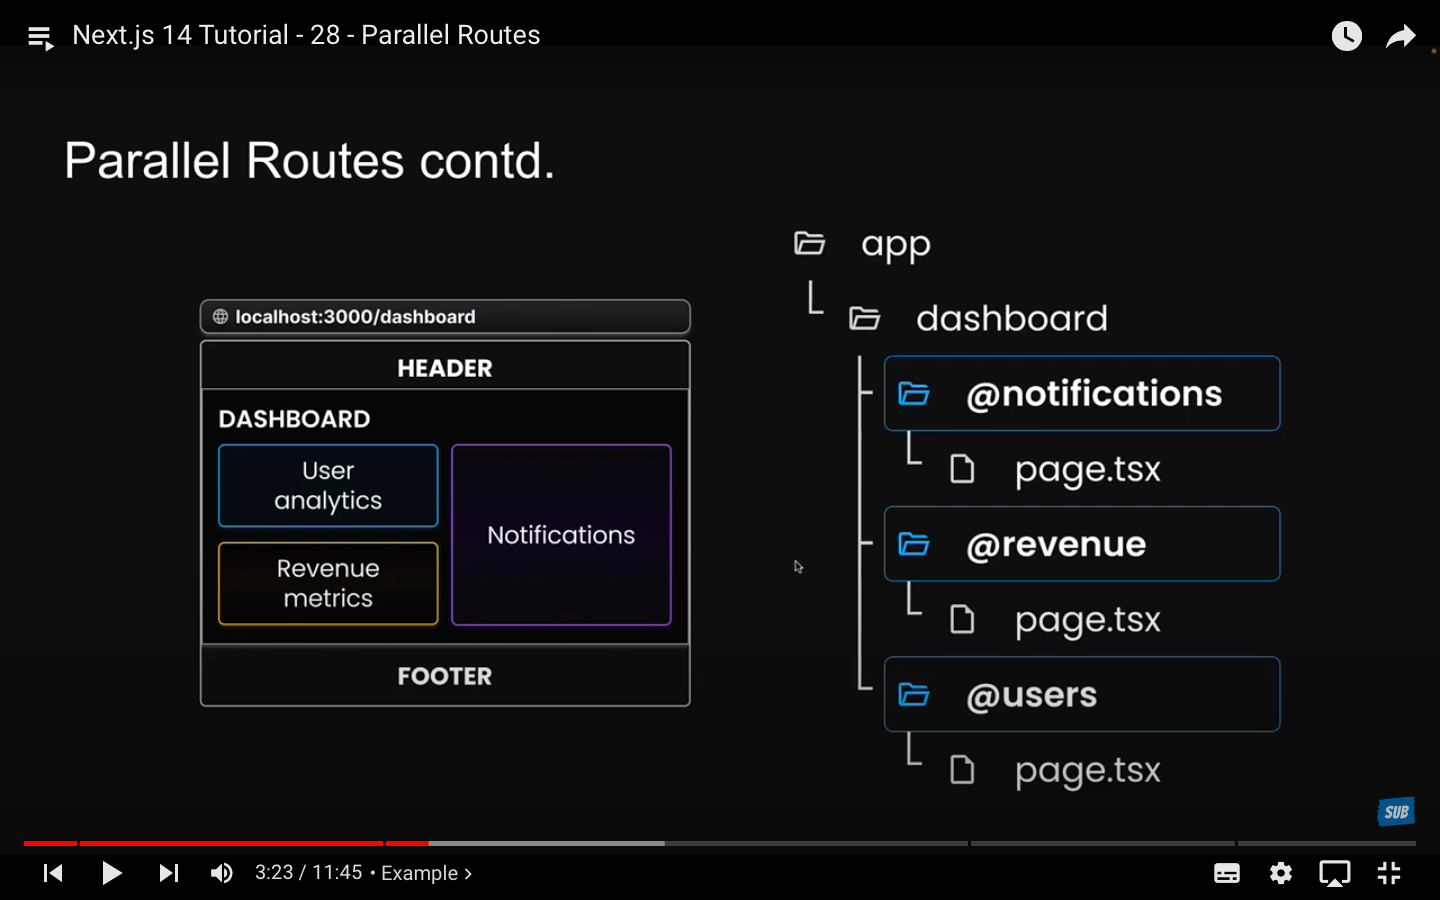 Next.js 14 Tutorial - 28 - Parallel Routes
Parallel Routes contd.
localhost:3000/dashboard
HEADER
DASHBOARD
User
analytics
Revenue
metrics
Notifications
FOOTER
app
dashboard
@notifications
page.tsx
@revenue
page.tsx
@users
page.tsx
SUB
3:23 / 11:45 • Example >